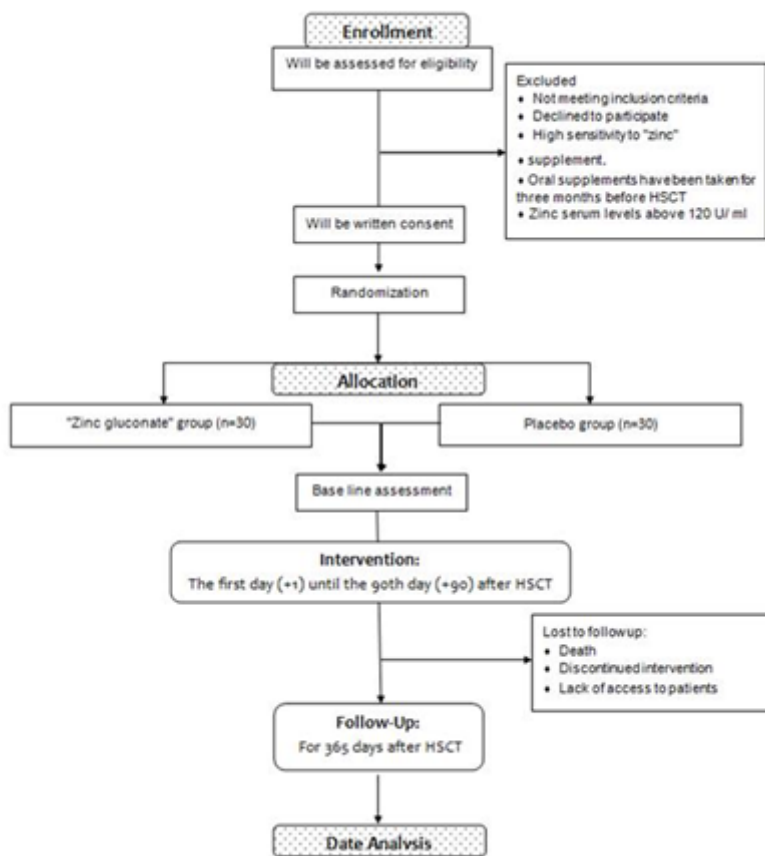 Enrollment
Will be assessed for eligibility
Excluded
• Not meeting inclusion criteria
• Declined to participate
• High sensitivity to "zinc"
• supplement.
• Oral supplements have been taken for
three months before HSCT
• Zinc serum levels above 120 U/ ml
Will be written consent
Randomization
Allocation
"Zinc gluconate" group (n=30)
Placebo group (n=30)
Base line assessment
Intervention:
The first day (+1) until the 90th day (+90) after HSCT
Lost to followup:
• Death
• Discontinued intervention
• Lack of access to patients
Follow-Up:
For 365 days after HSCT
Date Analysis